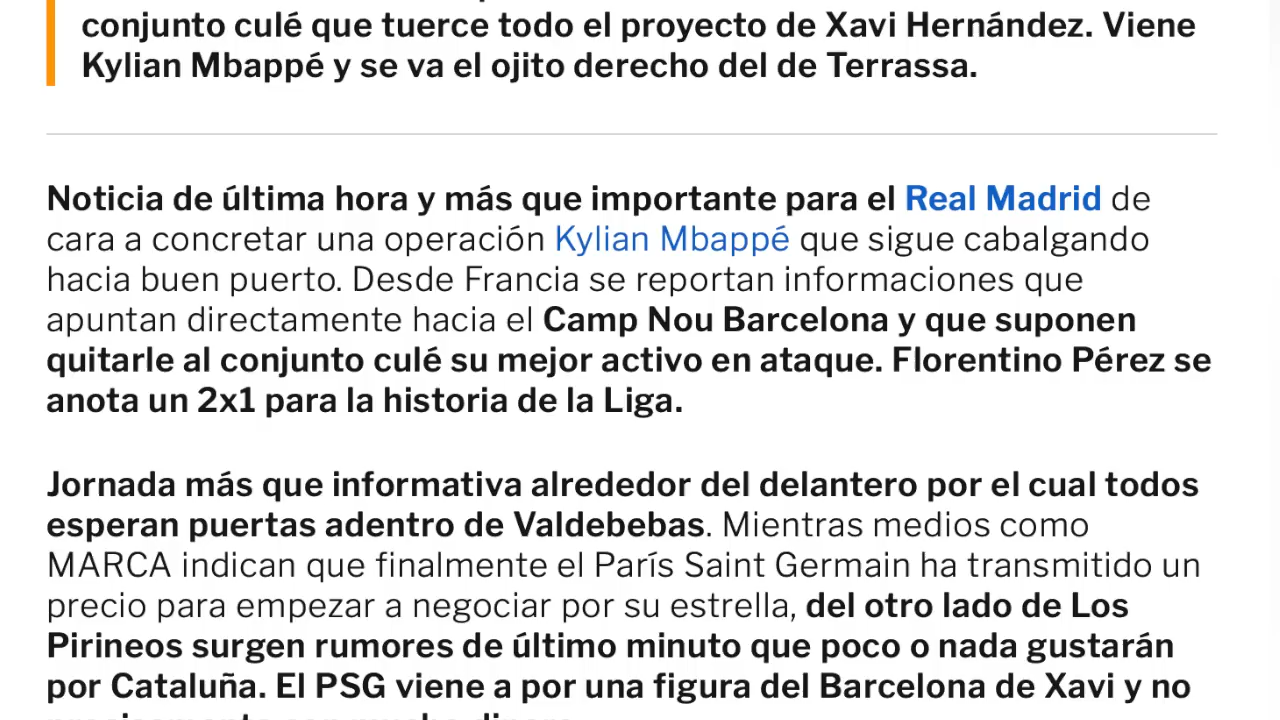 conjunto culé que tuerce todo el proyecto de Xavi Hernández. Viene
Kylian Mbappé y se va el ojito derecho del de Terrassa.
Noticia de última hora y más que importante para el Real Madrid de
cara a concretar una operación Kylian Mbappé que sigue cabalgando
hacia buen puerto. Desde Francia se reportan informaciones que
apuntan directamente hacia el Camp Nou Barcelona y que suponen
quitarle al conjunto culé su mejor activo en ataque. Florentino Pérez se
anota un 2x1 para la historia de la Liga.
Jornada más que informativa alrededor del delantero por el cual todos
esperan puertas adentro de Valdebebas. Mientras medios como
MARCA indican que finalmente el París Saint Germain ha transmitido un
precio para empezar a negociar por su estrella, del otro lado de Los
Pirineos surgen rumores de último minuto que poco o nada gustarán
por Cataluña. El PSG viene a por una figura del Barcelona de Xavi y no